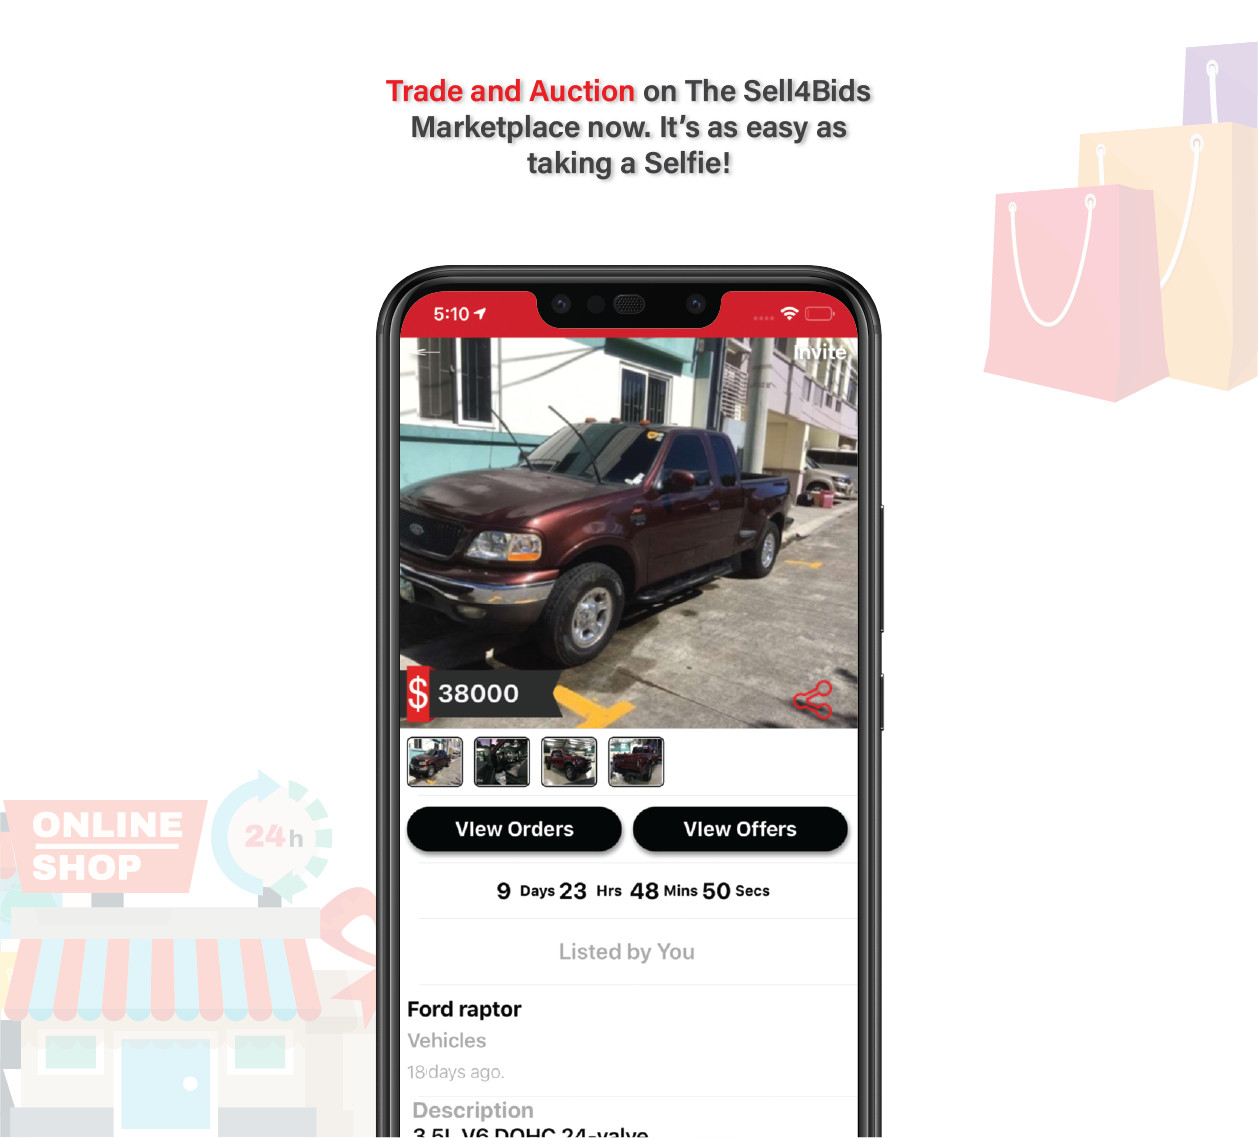 Trade and Auction on The Sell4Bids
Marketplace now. It's as easy as
taking a Selfie!
5:10
Invite
$ 38000
VIew Orders
VIew Offers
9 Days 23 Hrs 48 Mins 50 Secs
Listed by You
Ford raptor
Vehicles
18 days ago.
Description
3.5L V6 DOHC 24-valve
ONLINE
SHOP
24h